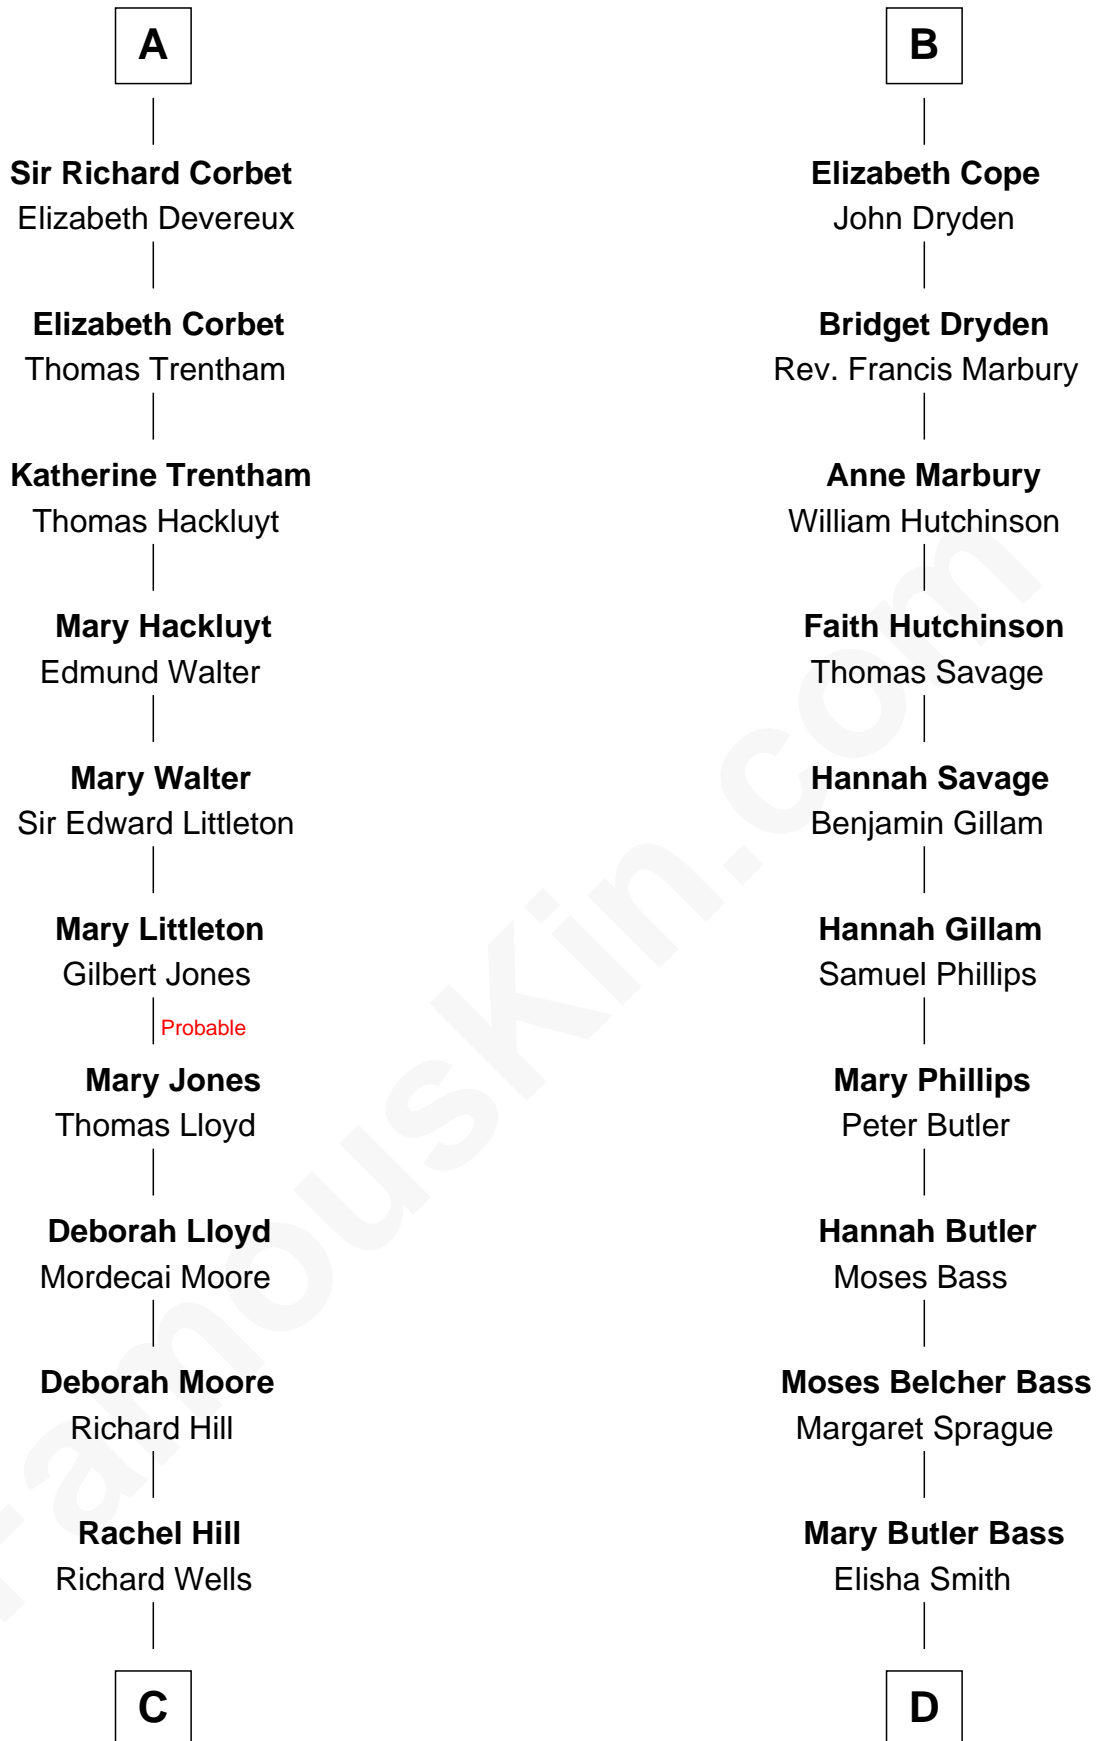 A
Sir Richard Corbet
Elizabeth Devereux
Elizabeth Corbet
Thomas Trentham
Katherine Trentham
Thomas Hackluyt
Mary Hackluyt
Edmund Walter
Mary Walter
Sir Edward Littleton
Mary Littleton
Gilbert Jones
Probable
Mary Jones
Thomas Lloyd
Deborah Lloyd
Mordecai Moore
Deborah Moore
Richard Hill
Rachel Hill
Richard Wells
C
B
Elizabeth Cope
John Dryden
Bridget Dryden
Rev. Francis Marbury
Anne Marbury
William Hutchinson
Faith Hutchinson
Thomas Savage
Hannah Savage
Benjamin Gillam
Hannah Gillam
Samuel Phillips
Mary Phillips
Peter Butler
Hannah Butler
Moses Bass
Moses Belcher Bass
Margaret Sprague
Mary Butler Bass
Elisha Smith
D
FamousKin.com